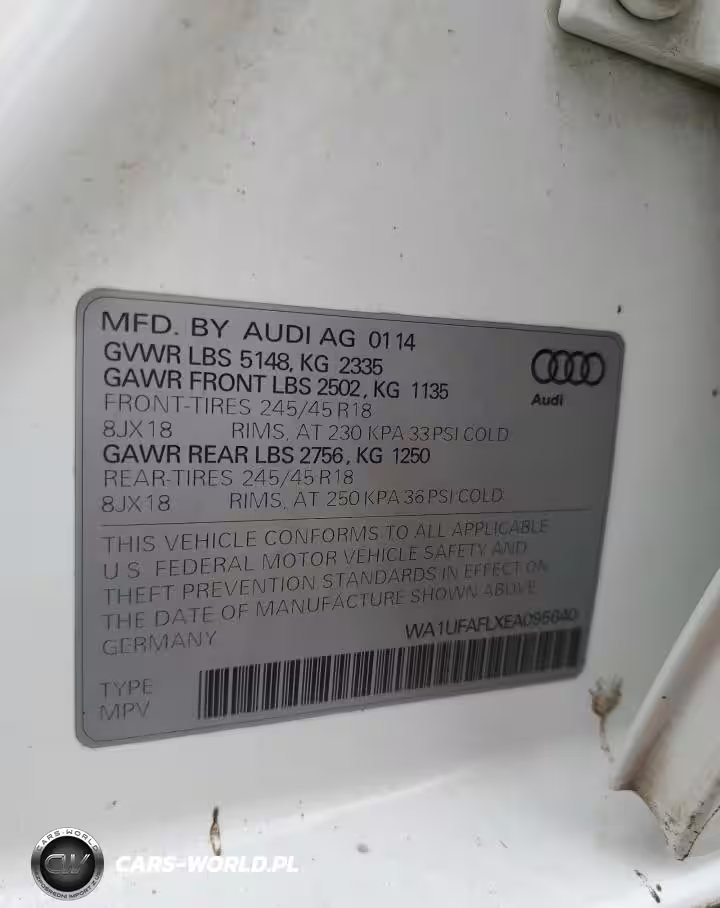 MFD. BY AUDI AG 01 14
GVWR LBS 5148, KG 2335
GAWR FRONT LBS 2502, KG 1135
FRONT-TIRES 245/45 R18
8JX18 RIMS, AT 230 KPA 33 PSI COLD
GAWR REAR LBS 2756, KG 1250
REAR-TIRES 245/45 R18
8JX18 RIMS, AT 250 KPA 36 PSI COLD
Audi
THIS VEHICLE CONFORMS TO ALL APPLICABLE
U S FEDERAL MOTOR VEHICLE SAFETY AND
THEFT PREVENTION STANDARDS IN EFFECT ON
THE DATE OF MANUFACTURE SHOWN ABOVE
GERMANY
WA1UFAFLXEA095640
TYPE
MPV
CARS-WORLD
CW
CARS-WORLD.PL